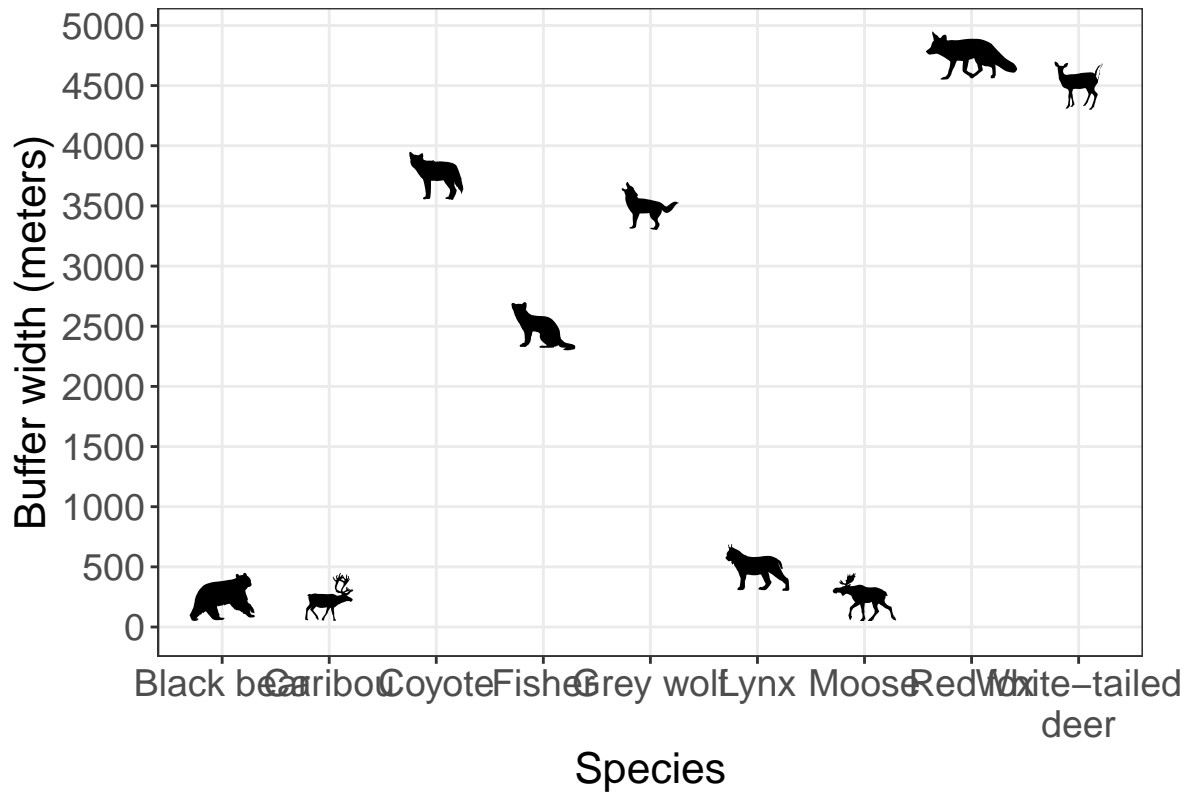 5000
4500
4000
3500
3000
2500
2000
1500
1000
500
0
Buffer width (meters)
Black bear
Caribou
Coyote
Fisher
Grey wolf
Lynx
Moose
Red fox
White−tailed
deer
Species